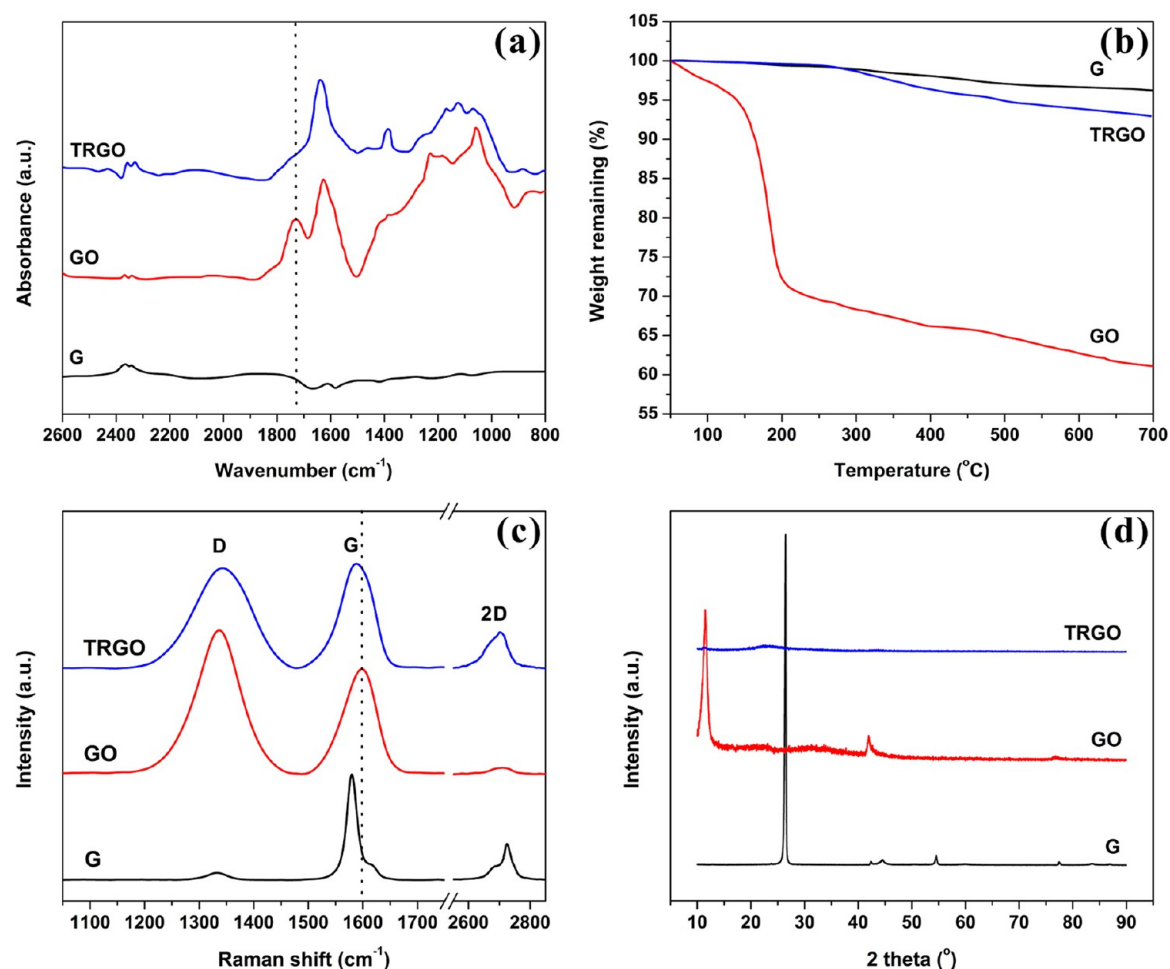 (a)
TRGO
GO
G
Absorbance (a.u.)
2600 2400 2200 2000 1800 1600 1400 1200 1000 800
Wavenumber (cm⁻¹)
(b)
105
100
95
90
85
80
75
70
65
60
55
G
TRGO
GO
Weight remaining (%)
100 200 300 400 500 600 700
Temperature (°C)
(c)
D G
2D
TRGO
GO
G
Intensity (a.u.)
1100 1200 1300 1400 1500 1600 1700 2600 2800
Raman shift (cm⁻¹)
(d)
TRGO
GO
G
Intensity (a.u.)
10 20 30 40 50 60 70 80 90
2 theta (°)